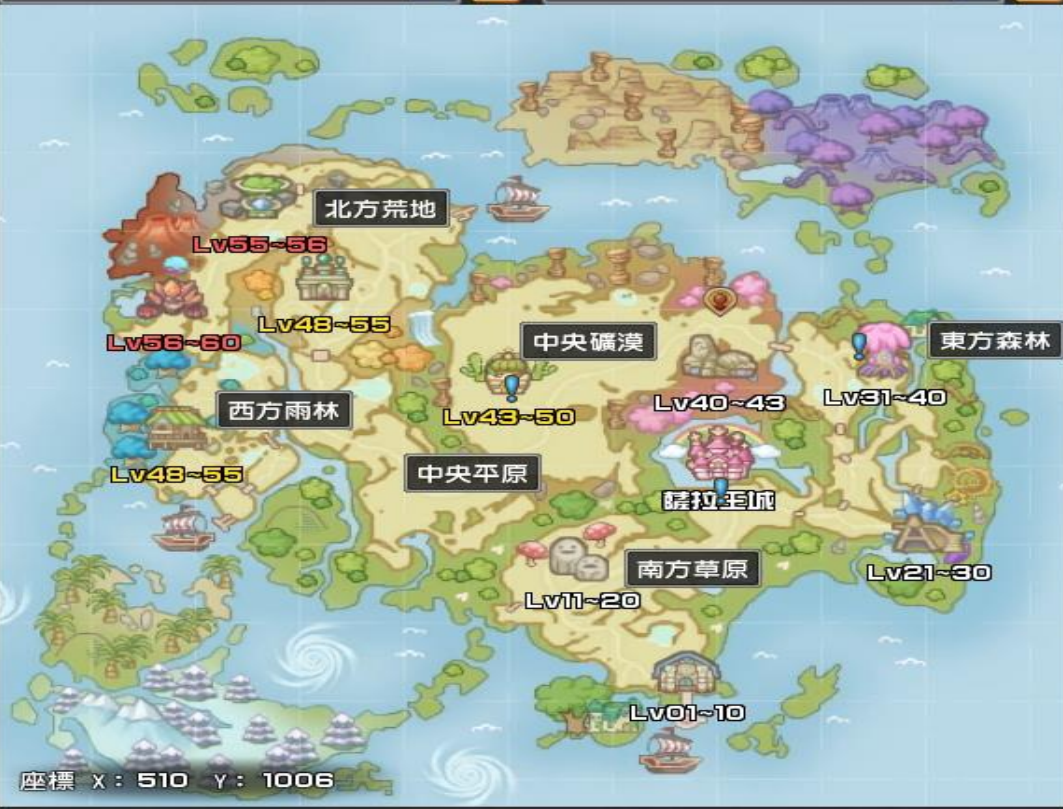 北方荒地
Lv55~56
Lv48~55
Lv56~60
中央礦漠
東方森林
西方雨林
Lv43~50
Lv40~43
Lv31~40
Lv48~55
中央平原
薩拉王城
南方草原
Lv21~30
Lv11~20
Lv01~10
座標 X: 510 Y: 1006